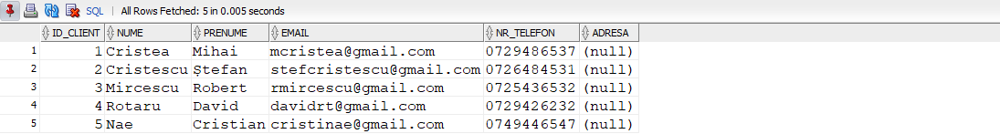 SQL | All Rows Fetched: 5 in 0.005 seconds
ID_CLIENT NUME PRENUME EMAIL NR_TELEFON ADRESA
1 1 Cristea Mihai mcristea@gmail.com 0729486537 (null)
2 2 Cristescu Ștefan stefcristescu@gmail.com 0726484531 (null)
3 3 Mircescu Robert rmircescu@gmail.com 0725436532 (null)
4 4 Rotaru David davidrt@gmail.com 0729426232 (null)
5 5 Nae Cristian cristinae@gmail.com 0749446547 (null)